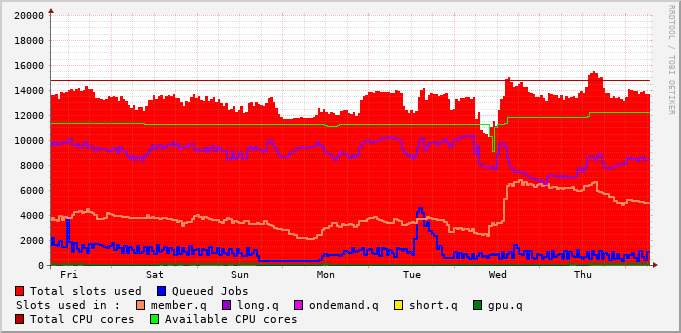 20000
18000
16000
14000
12000
10000
8000
6000
4000
2000
0
Fri Sat Sun Mon Tue Wed Thu
Total slots used Queued Jobs
Slots used in : member.q long.q ondemand.q short.q gpu.q
Total CPU cores Available CPU cores
RRDTOOL / TOBI OETIKER